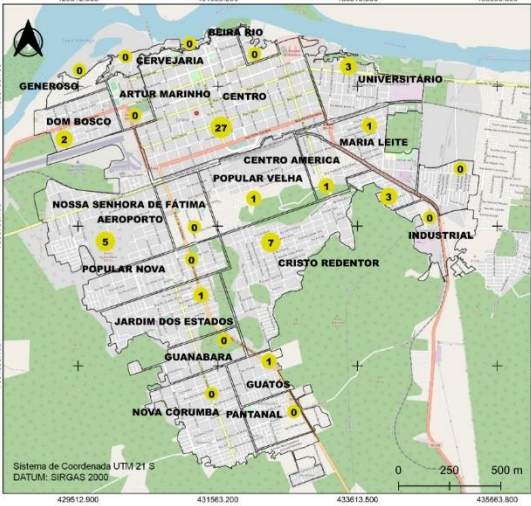 BEIRA RIO
0
0
0
CERVEJARIA
0
3
GENEROSO
UNIVERSITÁRIO
ARTUR MARINHO
CENTRO
DOM BOSCO
0
27
1
2
MARIA LEITE
CENTRO AMERICA
0
POPULAR VELHA
1
1
3
NOSSA SENHORA DE FÁTIMA
AEROPORTO
0
0
INDUSTRIAL
5
7
0
CRISTO REDENTOR
POPULAR NOVA
1
JARDIM DOS ESTADOS
0
GUANABARA
1
GUATÓS
0
NOVA CORUMBA
PANTANAL
0
Sistema de Coordenada UTM 21 S
DATUM: SIRGAS 2000
0 250 500 m
429512.900 431563.200 433613.500 435663.800